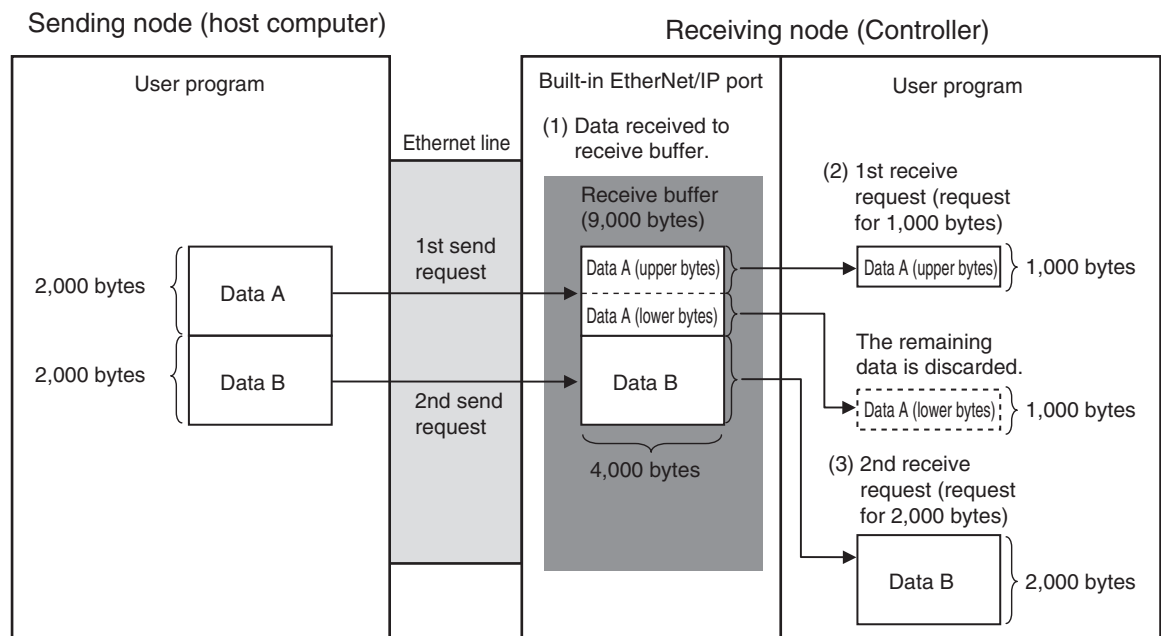 Sending node (host computer)
Receiving node (Controller)
User program
Built-in EtherNet/IP port
User program
Ethernet line
(1) Data received to
receive buffer.
Receive buffer
(9,000 bytes)
(2) 1st receive
request (request
for 1,000 bytes)
1st send
request
2,000 bytes
Data A
Data A (upper bytes)
Data A (lower bytes)
Data A (upper bytes)
1,000 bytes
The remaining
data is discarded.
Data A (lower bytes)
1,000 bytes
2,000 bytes
Data B
2nd send
request
Data B
4,000 bytes
(3) 2nd receive
request (request
for 2,000 bytes)
Data B
2,000 bytes